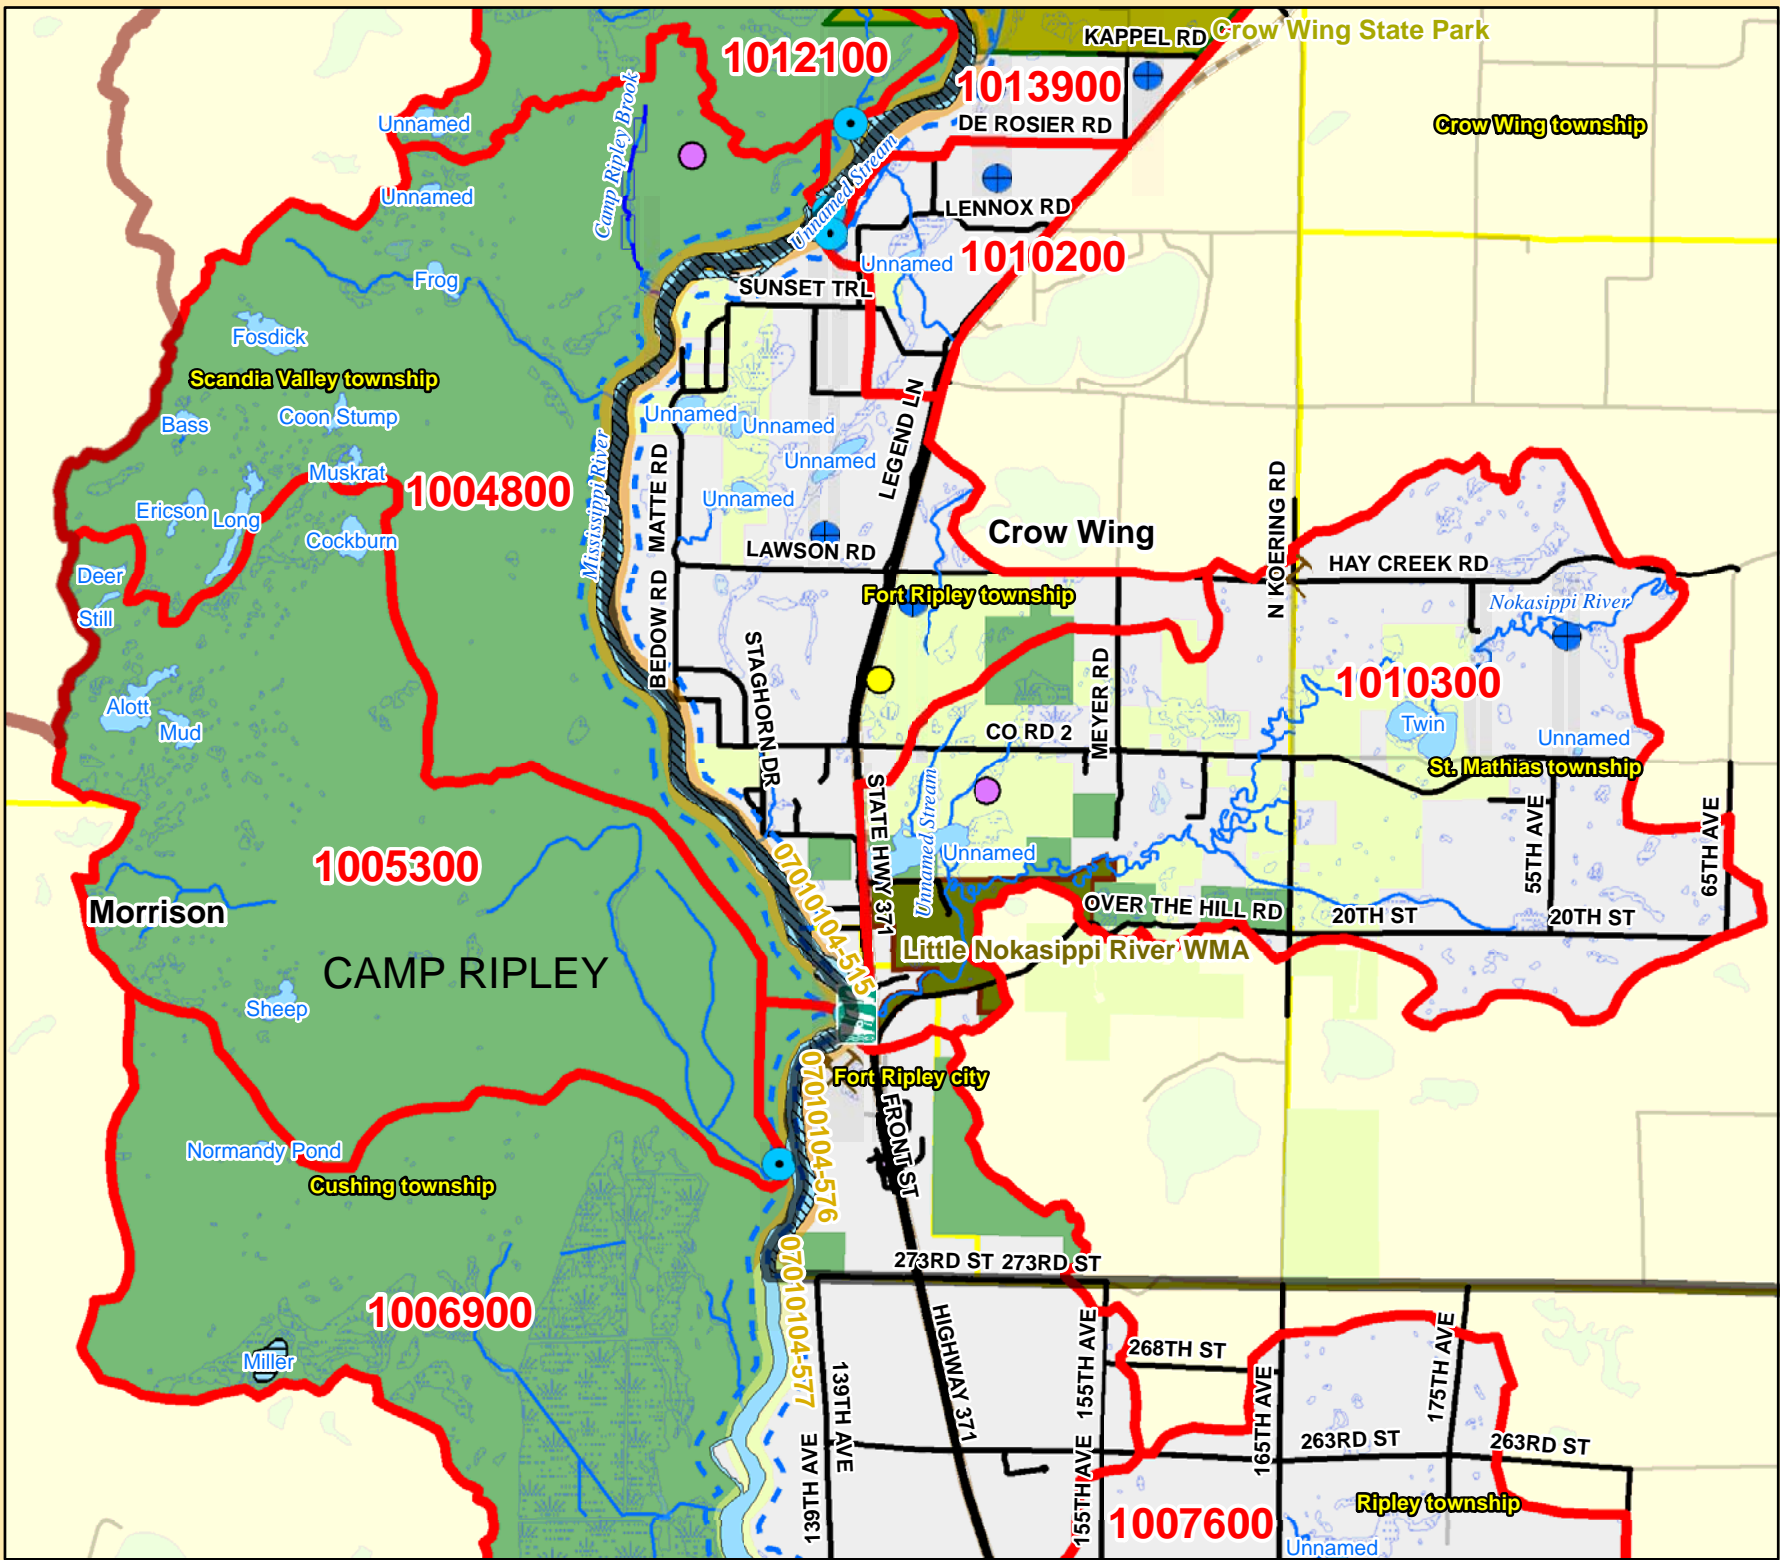 Crow Wing State Park
KAPPEL RD
1012100
1013900
Unnamed
DE ROSIER RD
Crow Wing township
Camp Ripley Brook
Unnamed Stream
Unnamed
LENNOX RD
Unnamed
1010200
Frog
SUNSET TRL
Fosdick
Scandia Valley township
Coon Stump
Bass
Unnamed
Unnamed
LEGEND LN
Unnamed
Muskrat
1004800
Unnamed
Mississippi River
MATTE RD
Ericson
Long
Cockburn
LAWSON RD
Crow Wing
N KOERING RD
HAY CREEK RD
Deer
Still
BEDOW RD
Fort Ripley township
Nokasippi River
STAGHORN DR
MEYER RD
1010300
Alott
Mud
CO RD 2
Twin
Unnamed
St. Mathias township
STATE HWY 371
Unnamed Stream
Unnamed
55TH AVE
65TH AVE
1005300
07010104-515
Morrison
OVER THE HILL RD
20TH ST
20TH ST
Little Nokasippi River WMA
CAMP RIPLEY
Sheep
07010104-576
Fort Ripley city
FRONT ST
Normandy Pond
Cushing township
07010104-577
273RD ST
273RD ST
1006900
Miller
HIGHWAY 371
139TH AVE
139TH AVE
155TH AVE
155TH AVE
268TH ST
165TH AVE
175TH AVE
263RD ST
263RD ST
Ripley township
1007600
Unnamed